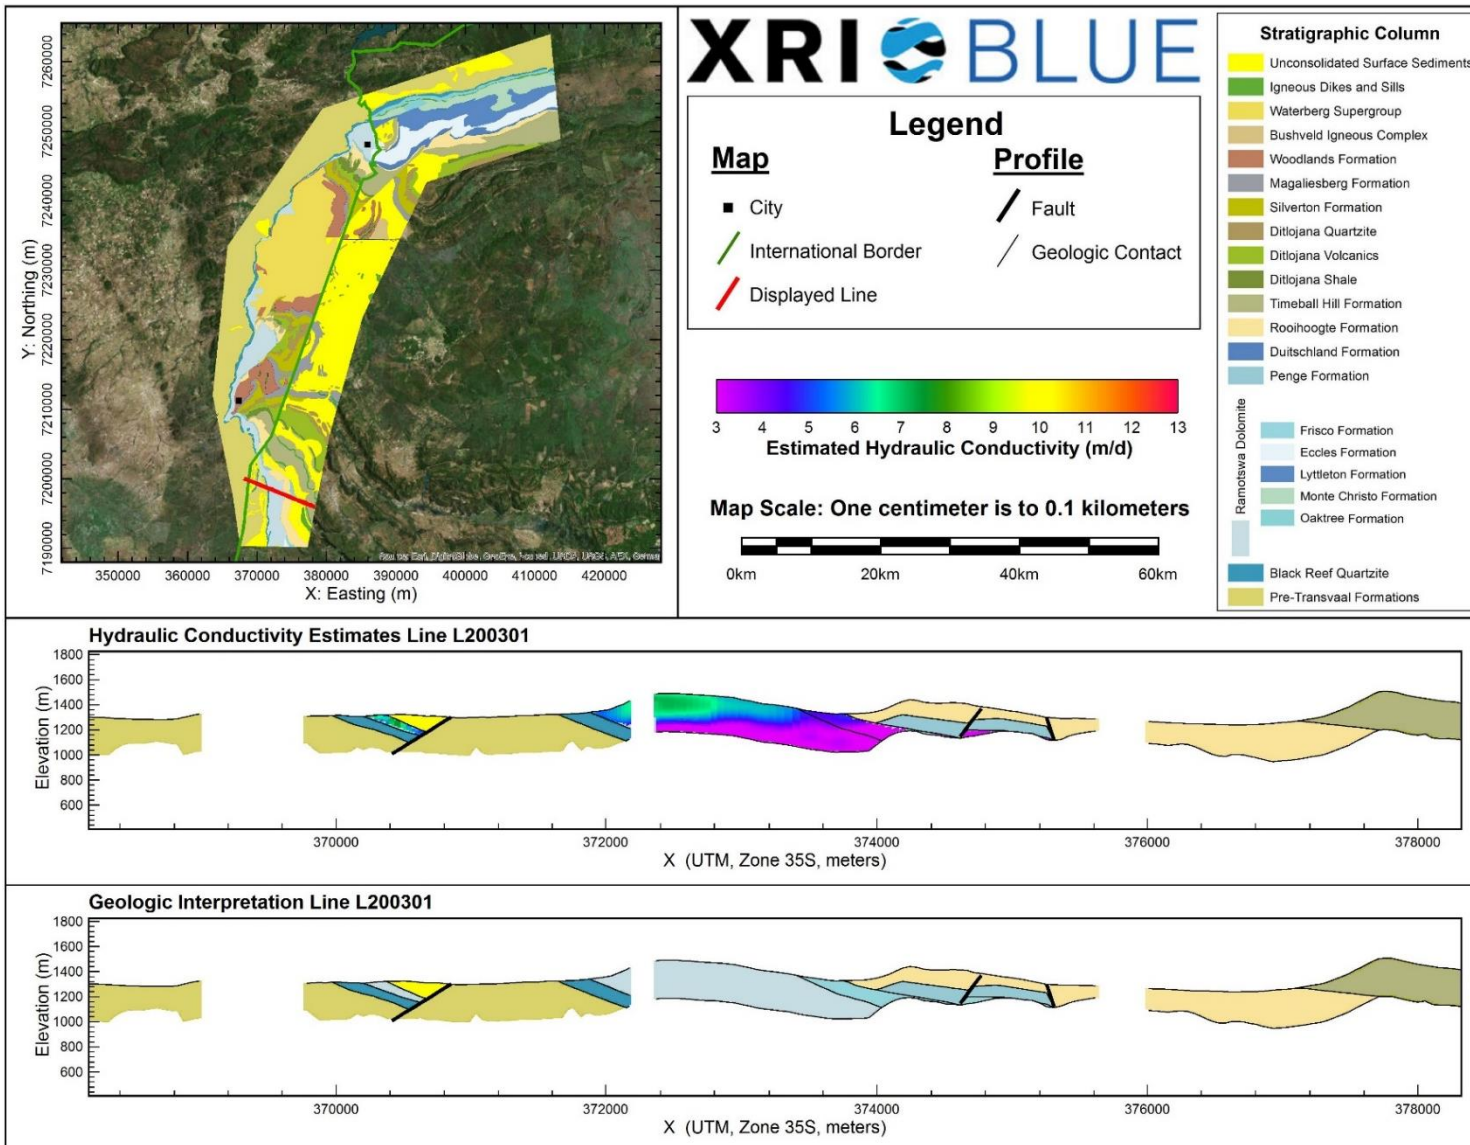 7260000
7250000
7240000
7230000
7220000
7210000
7200000
7190000
Y: Northing (m)
350000 360000 370000 380000 390000 400000 410000 420000
X: Easting (m)
XRI BLUE
Legend
Map
City
International Border
Displayed Line
Profile
Fault
Geologic Contact
3 4 5 6 7 8 9 10 11 12 13
Estimated Hydraulic Conductivity (m/d)
Map Scale: One centimeter is to 0.1 kilometers
0km 20km 40km 60km
Stratigraphic Column
Unconsolidated Surface Sediments
Igneous Dikes and Sills
Waterberg Supergroup
Bushveld Igneous Complex
Woodlands Formation
Magaliesberg Formation
Silverton Formation
Ditlojana Quartzite
Ditlojana Volcanics
Ditlojana Shale
Timeball Hill Formation
Rooihoogte Formation
Duitschland Formation
Penge Formation
Ramotswa Dolomite
Frisco Formation
Eccles Formation
Lyttleton Formation
Monte Christo Formation
Oaktree Formation
Black Reef Quartzite
Pre-Transvaal Formations
Hydraulic Conductivity Estimates Line L200301
1800
1600
1400
1200
1000
800
600
Elevation (m)
370000 372000 374000 376000 378000
X (UTM, Zone 35S, meters)
Geologic Interpretation Line L200301
1800
1600
1400
1200
1000
800
600
Elevation (m)
370000 372000 374000 376000 378000
X (UTM, Zone 35S, meters)